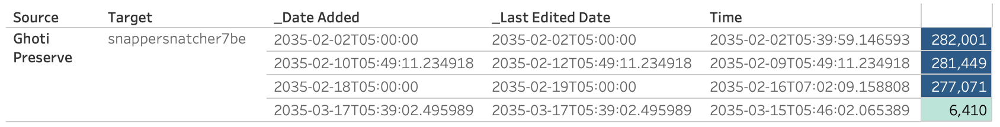 Source Target _Date Added _Last Edited Date Time
Ghoti Preserve snappersnatcher7be 2035-02-02T05:00:00 2035-02-02T05:00:00 2035-02-02T05:39:59.146593 282,001
2035-02-10T05:49:11.234918 2035-02-12T05:49:11.234918 2035-02-09T05:49:11.234918 281,449
2035-02-18T05:00:00 2035-02-19T05:00:00 2035-02-16T07:02:09.158808 277,071
2035-03-17T05:39:02.495989 2035-03-17T05:39:02.495989 2035-03-15T05:46:02.065389 6,410